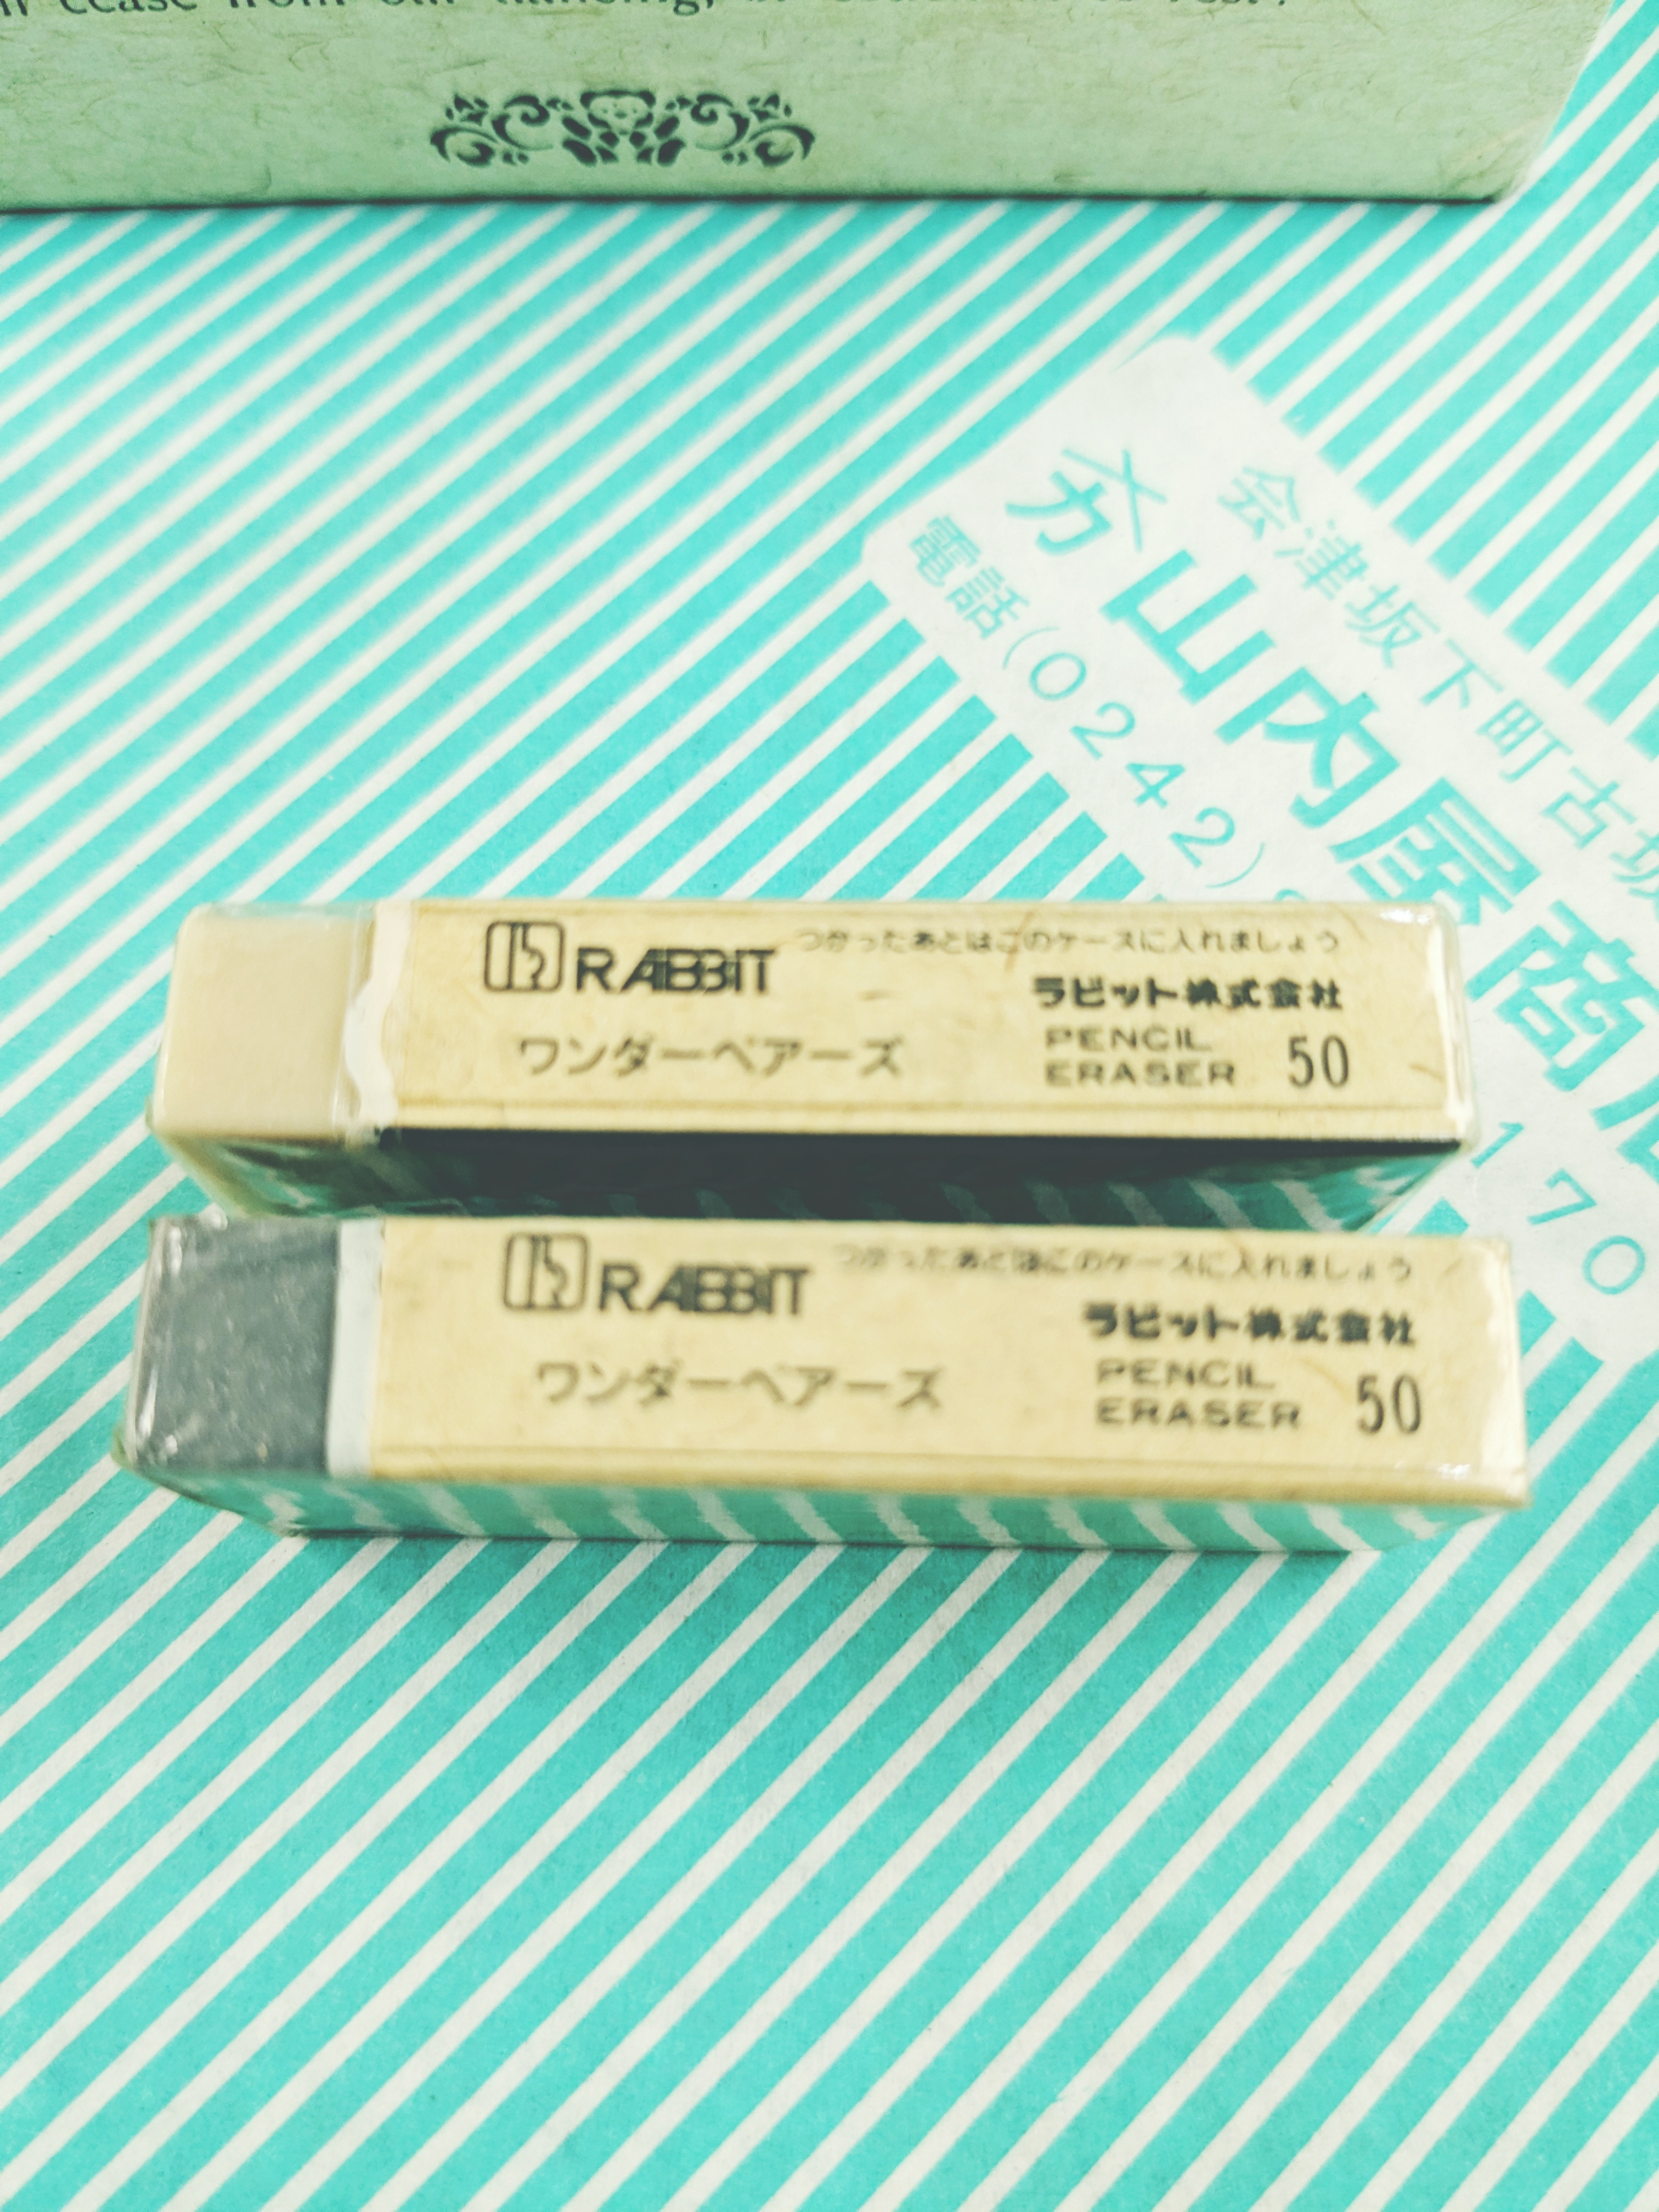 cease from our
会津坂下町古坂
山内屋商店
電話(0242)
170
RABBIT
つかったあとはこのケースに入れましょう
ラビット株式会社
ワンダーベアーズ
PENCIL
ERASER 50
RABBIT
つかったあとはこのケースに入れましょう
ラビット株式会社
ワンダーベアーズ
PENCIL
ERASER 50